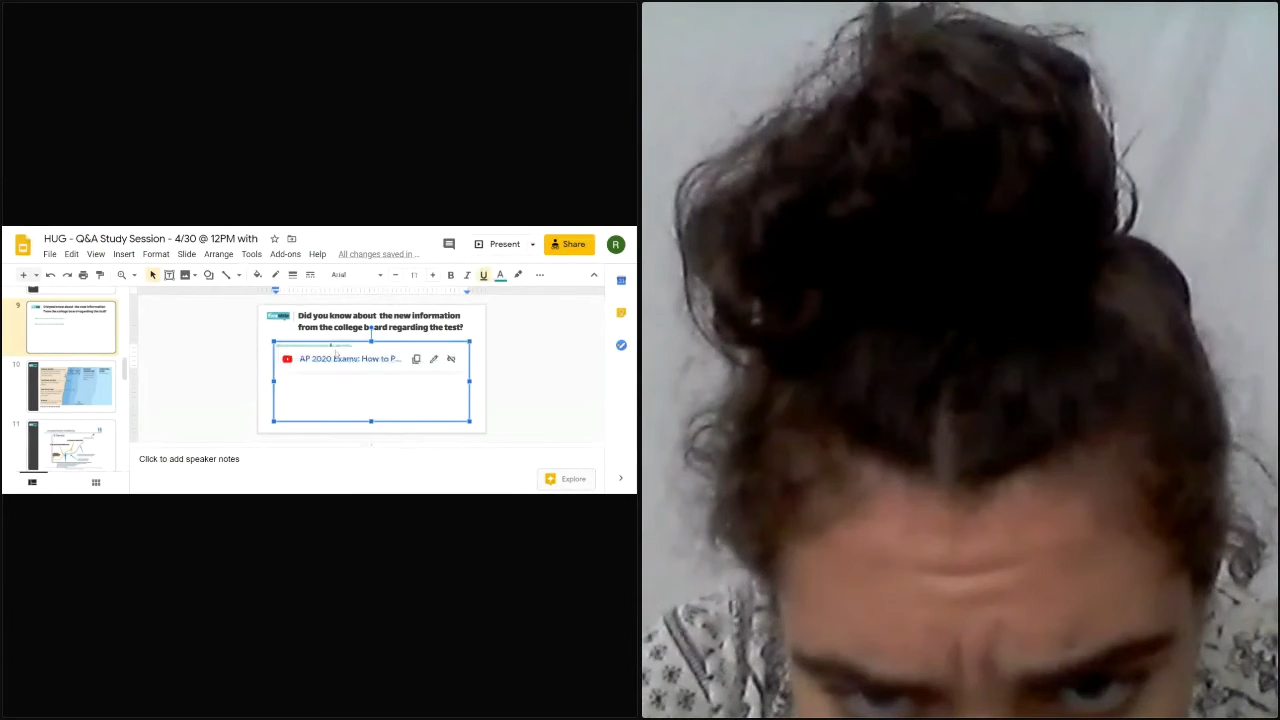 HUG - Q&A Study Session - 4/30 @ 12PM with
File Edit View Insert Format Slide Arrange Tools Add-ons Help All changes saved in ...
Present
Share
R
Arial
11
B I U A
9
10
11
Did you know about the new information
from the college board regarding the test?
AP 2020 Exams: How to P...
Click to add speaker notes
Explore